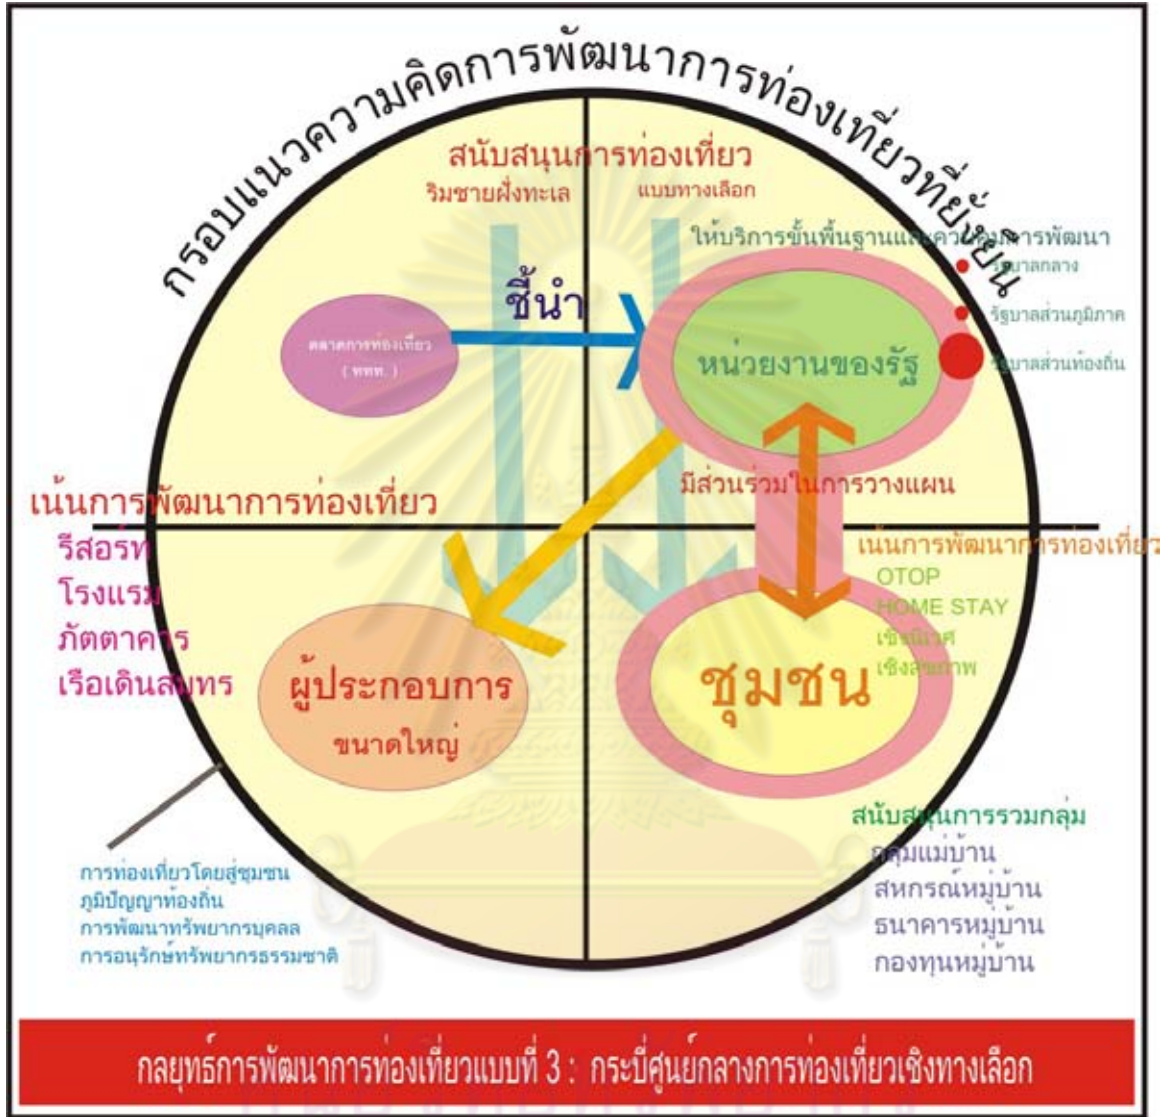 กรอบแนวความคิดการพัฒนาการท่องเที่ยวที่ยั่งยืน
สนับสนุนการท่องเที่ยว
ริมชายฝั่งทะเล
แบบทางเลือก
ให้บริการขั้นพื้นฐานและควบคุมการพัฒนา
รัฐบาลกลาง
รัฐบาลส่วนภูมิภาค
รัฐบาลส่วนท้องถิ่น
ชี้นำ
ตลาดการท่องเที่ยว
( ททท. )
หน่วยงานของรัฐ
มีส่วนร่วมในการวางแผน
เน้นการพัฒนาการท่องเที่ยว
รีสอร์ท
โรงแรม
ภัตตาคาร
เรือเดินสมุทร
เน้นการพัฒนาการท่องเที่ยว
OTOP
HOME STAY
เชิงนิเวศ
เชิงสุขภาพ
ผู้ประกอบการ
ขนาดใหญ่
ชุมชน
สนับสนุนการรวมกลุ่ม
กลุ่มแม่บ้าน
สหกรณ์หมู่บ้าน
ธนาคารหมู่บ้าน
กองทุนหมู่บ้าน
การท่องเที่ยวโดยสู่ชุมชน
ภูมิปัญญาท้องถิ่น
การพัฒนาทรัพยากรบุคคล
การอนุรักษ์ทรัพยากรธรรมชาติ
กลยุทธ์การพัฒนาการท่องเที่ยวแบบที่ 3 : กระบี่ศูนย์กลางการท่องเที่ยวเชิงทางเลือก